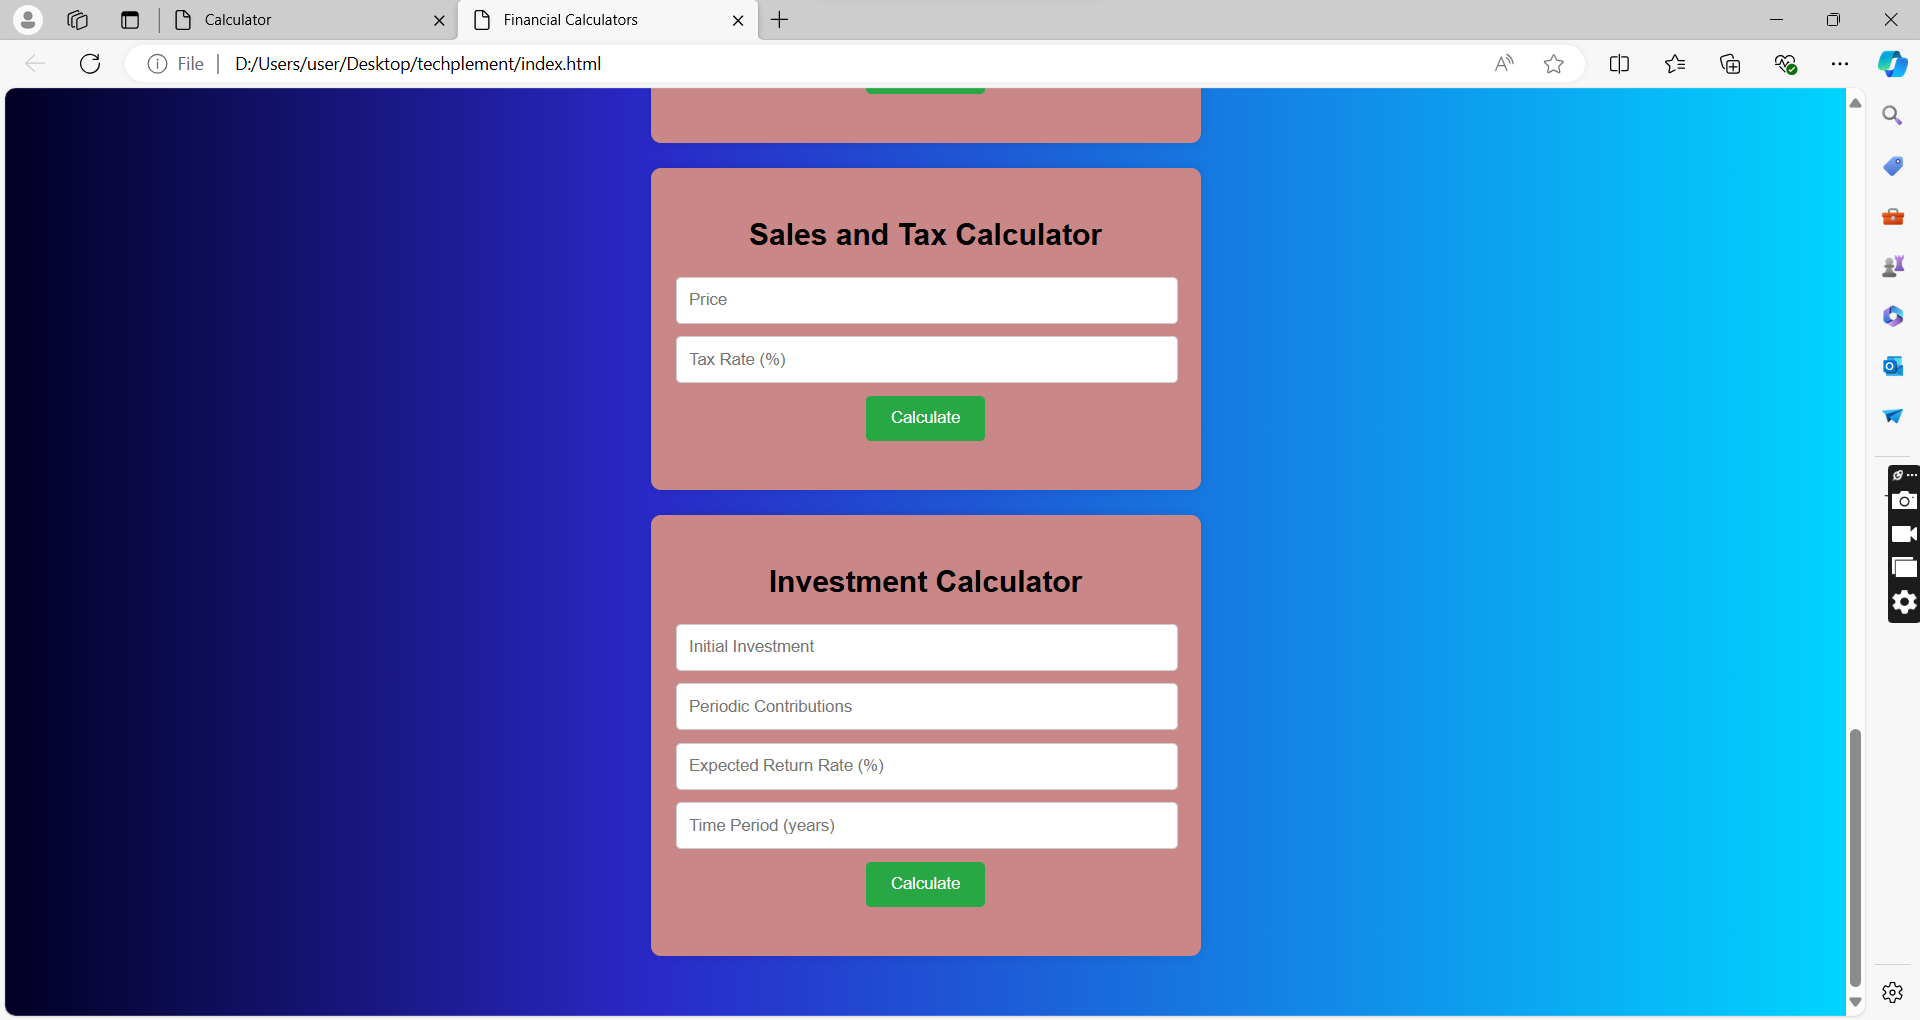 Calculator
Financial Calculators
File
D:/Users/user/Desktop/techplement/index.html
Sales and Tax Calculator
Price
Tax Rate (%)
Calculate
Investment Calculator
Initial Investment
Periodic Contributions
Expected Return Rate (%)
Time Period (years)
Calculate